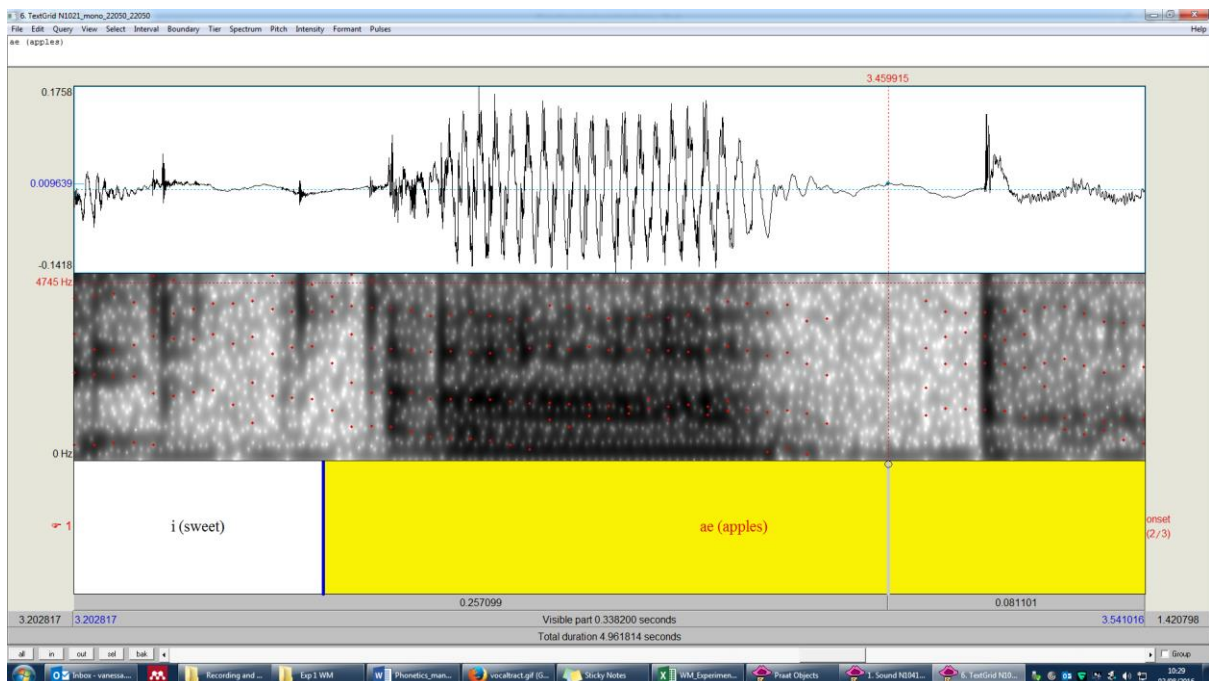 6. TextGrid N1021_mono_22050_22050
File Edit Query View Select Interval Boundary Tier Spectrum Pitch Intensity Formant Pulses Help
ae (apples)
3.459915
0.1758
0.009639
-0.1418
4745 Hz
0 Hz
1 i (sweet) ae (apples) onset
(2/3)
0.257099 0.081101
3.202817 3.202817 Visible part 0.338200 seconds 3.541016 1.420798
Total duration 4.961814 seconds
all in out sel bak Group
Inbox - vanessa.... Recording and ... Exp 1 WM Phonetics_man... vocaltract.gif (G... Sticky Notes WM_Experimen... Praat Objects 1. Sound N1041... 6. TextGrid N10... 10:29
02/08/2016